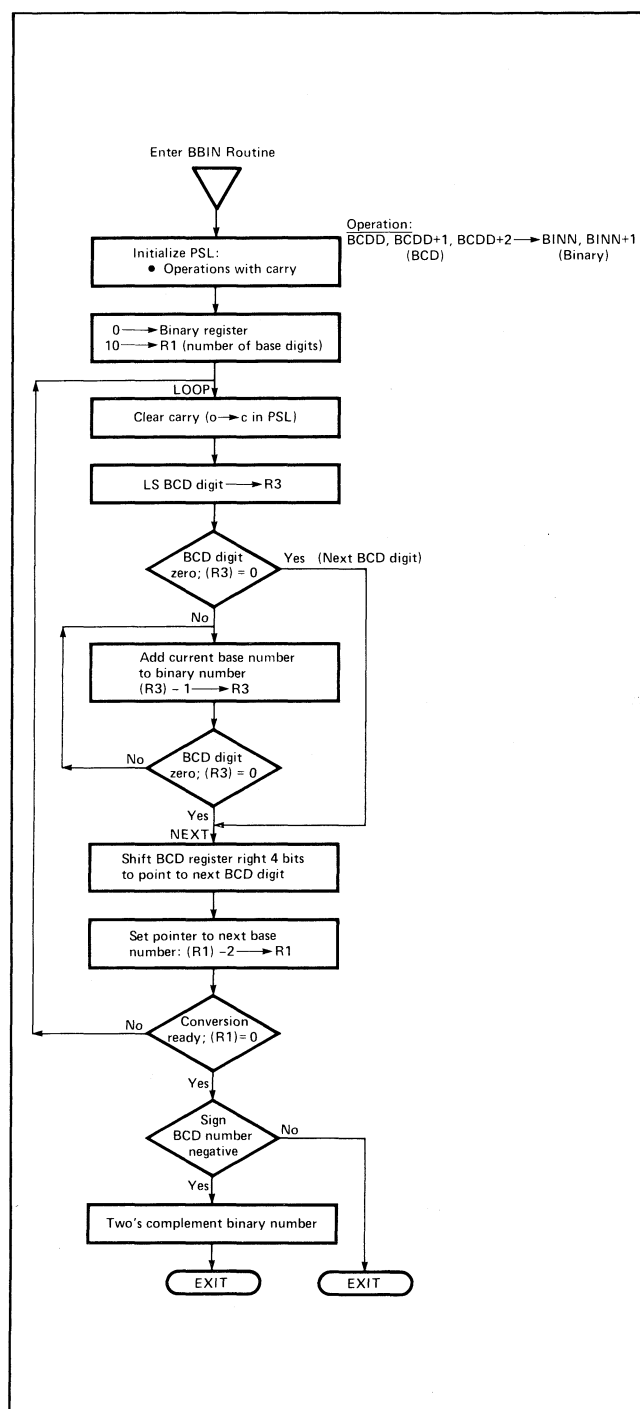 Enter BBIN Routine
Operation:
BCDD, BCDD+1, BCDD+2 → BINN, BINN+1
(BCD) (Binary)
Initialize PSL:
• Operations with carry
0 → Binary register
10 → R1 (number of base digits)
LOOP
Clear carry (o → c in PSL)
LS BCD digit → R3
BCD digit
zero; (R3) = 0
Yes (Next BCD digit)
No
Add current base number
to binary number
(R3) - 1 → R3
No
BCD digit
zero; (R3) = 0
Yes
NEXT
Shift BCD register right 4 bits
to point to next BCD digit
Set pointer to next base
number: (R1) -2 → R1
No
Conversion
ready; (R1)=0
Yes
Sign
BCD number
negative
No
Yes
Two's complement binary number
EXIT
EXIT